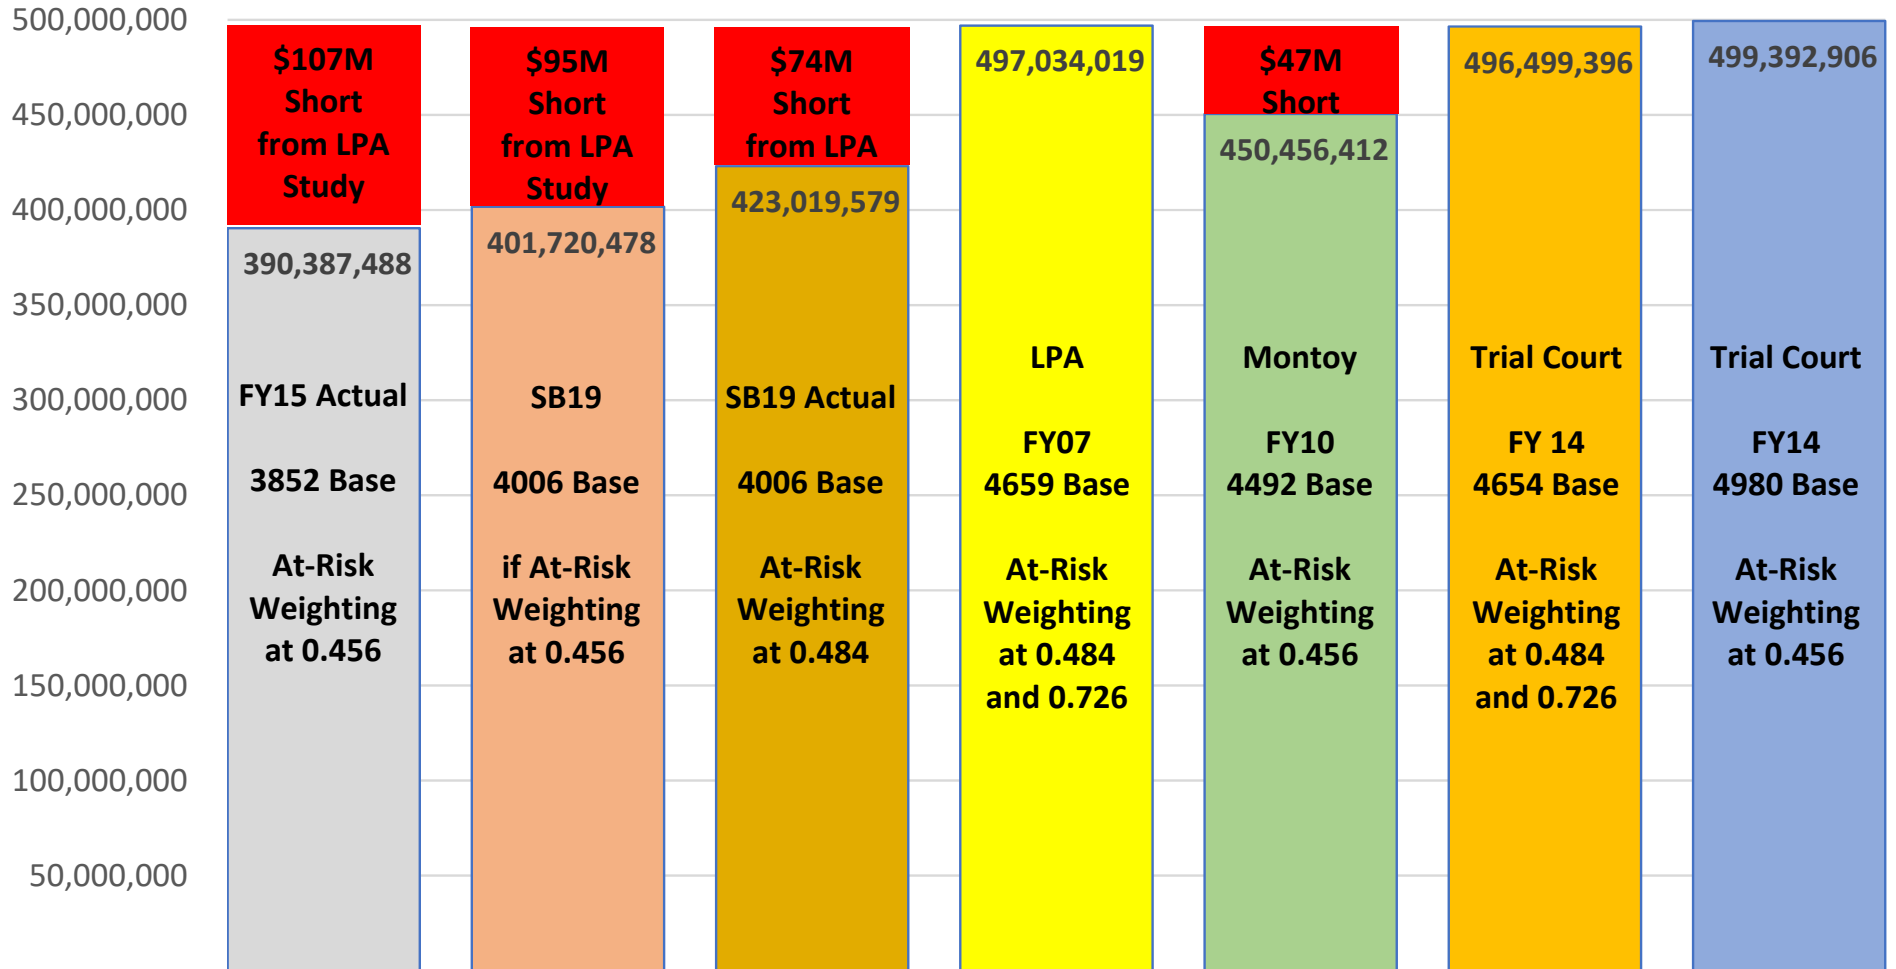 500,000,000
450,000,000
400,000,000
350,000,000
300,000,000
250,000,000
200,000,000
150,000,000
100,000,000
50,000,000
$107M
Short
from LPA
Study
390,387,488
FY15 Actual
3852 Base
At-Risk
Weighting
at 0.456
$95M
Short
from LPA
Study
401,720,478
SB19
4006 Base
if At-Risk
Weighting
at 0.456
$74M
Short
from LPA
423,019,579
SB19 Actual
4006 Base
At-Risk
Weighting
at 0.484
497,034,019
LPA
FY07
4659 Base
At-Risk
Weighting
at 0.484
and 0.726
$47M
Short
450,456,412
Montoy
FY10
4492 Base
At-Risk
Weighting
at 0.456
496,499,396
Trial Court
FY 14
4654 Base
At-Risk
Weighting
at 0.484
and 0.726
499,392,906
Trial Court
FY14
4980 Base
At-Risk
Weighting
at 0.456